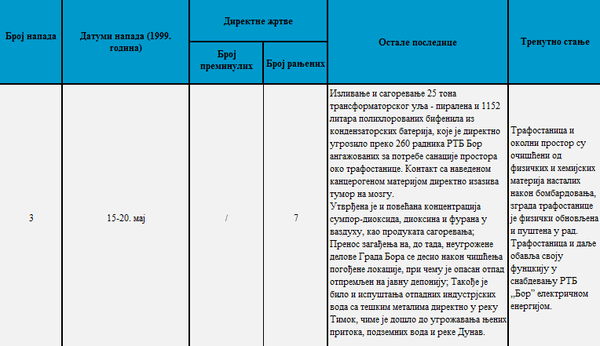 Број напада
Датуми напада (1999.
година)
Директне жртве
Број
преминулих
Број рањених
Остале последице
Тренутно стање
3
15-20. мај
/
7
Изливање и сагоревање 25 тона
трансформаторског уља - пиралена и 1152
литара полихлорованих бифенила из
кондензаторских батерија, које је директно
угрозило преко 260 радника РТБ Бор
ангажованих за потребе санације простора
око трафостанице. Контакт са наведеном
канцерогеном материјом директно изазива
тумор на мозгу.
Утврђена је и повећана концентрација
сумпор-диоксида, диоксина и фурана у
ваздуху, као продуката сагоревања;
Пренос загађења на, до тада, неугрожене
делове Града Бора се десио након чишћења
погођене локације, при чему је опасан отпад
отпремљен на јавну депонију; Такође је
било и испуштања отпадних индустрјских
вода са тешким металима директно у реку
Тимок, чиме је дошло до угрожавања њених
притока, подземних вода и реке Дунав.
Трафостаница и
околни простор су
очишћени од
физичких и хемијских
материја насталих
након бомбардовања,
зграда трафостанице
је физички обновљена
и пуштена у рад.
Трафостаница и даље
обавља своју
функцију у
снабдевању РТБ
„Бор” електричном
енергијом.